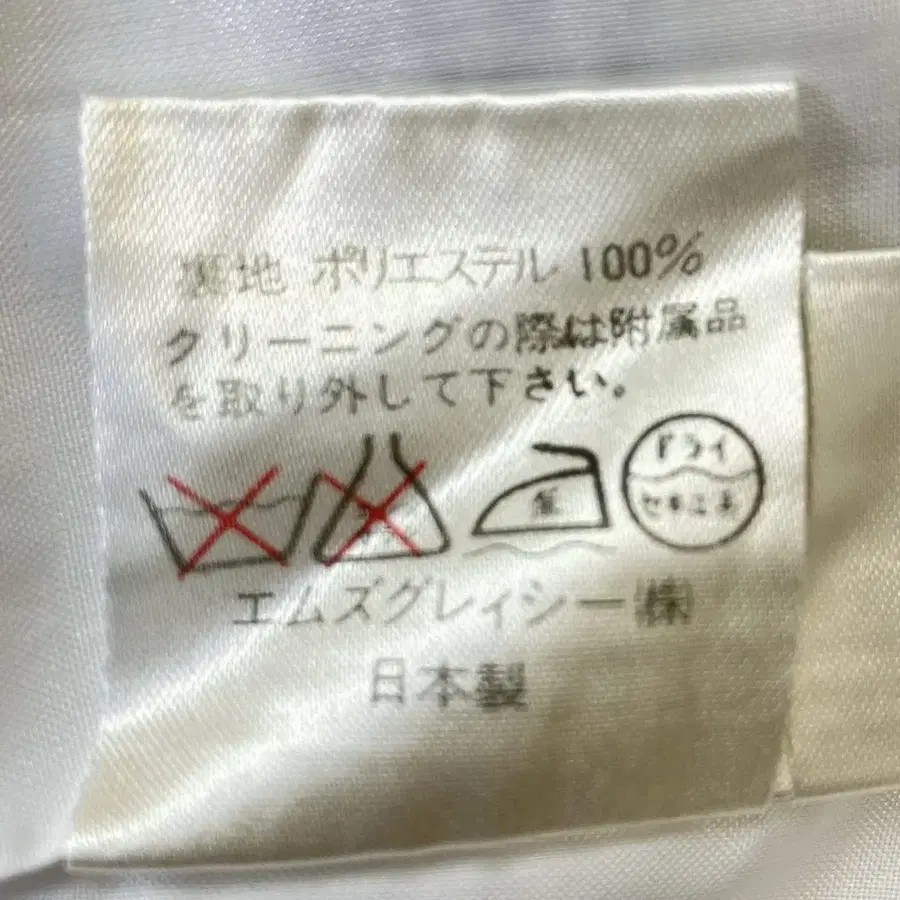 裏地 ポリエステル 100%
クリーニングの際は附属品
を取り外して下さい。
ドライ
セキユ系
エムズグレィシー㈱
日本製